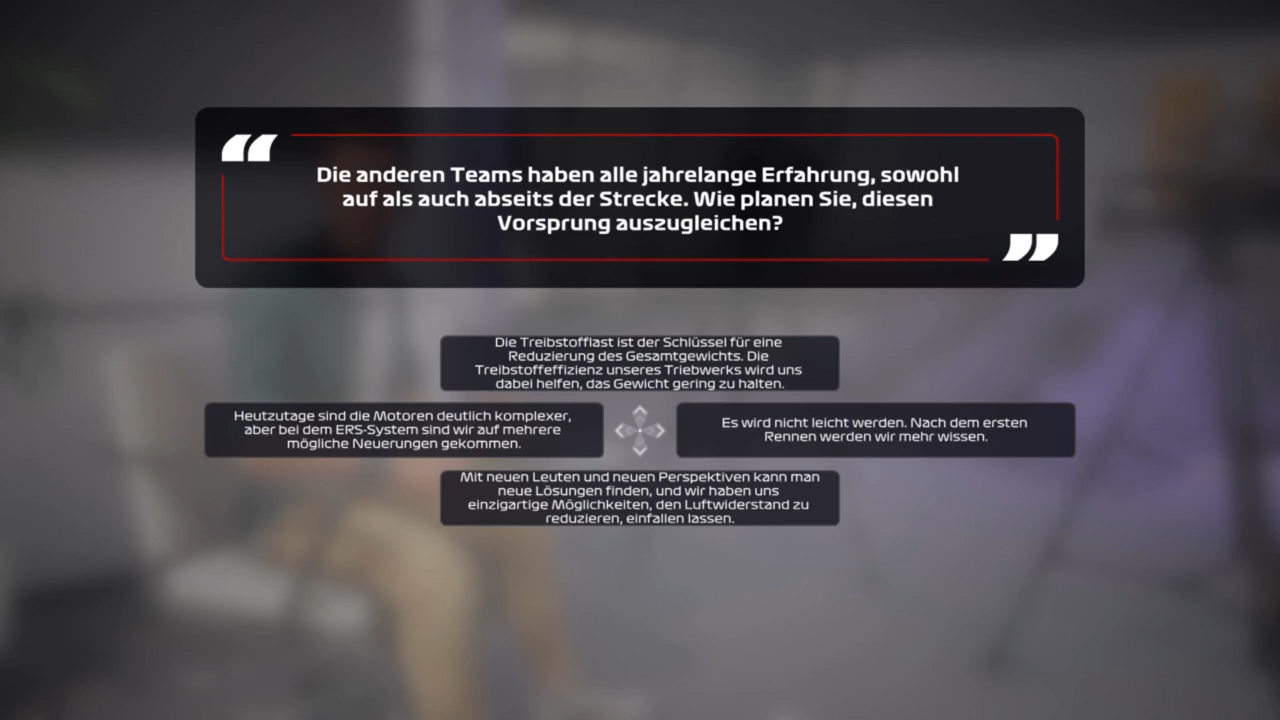 Die anderen Teams haben alle jahrelange Erfahrung, sowohl
auf als auch abseits der Strecke. Wie planen Sie, diesen
Vorsprung auszugleichen?
Die Treibstofflast ist der Schlüssel für eine
Reduzierung des Gesamtgewichts. Die
Treibstoffeffizienz unseres Triebwerks wird uns
dabei helfen, das Gewicht gering zu halten.
Heutzutage sind die Motoren deutlich komplexer,
aber bei dem ERS-System sind wir auf mehrere
mögliche Neuerungen gekommen.
Es wird nicht leicht werden. Nach dem ersten
Rennen werden wir mehr wissen.
Mit neuen Leuten und neuen Perspektiven kann man
neue Lösungen finden, und wir haben uns
einzigartige Möglichkeiten, den Luftwiderstand zu
reduzieren, einfallen lassen.